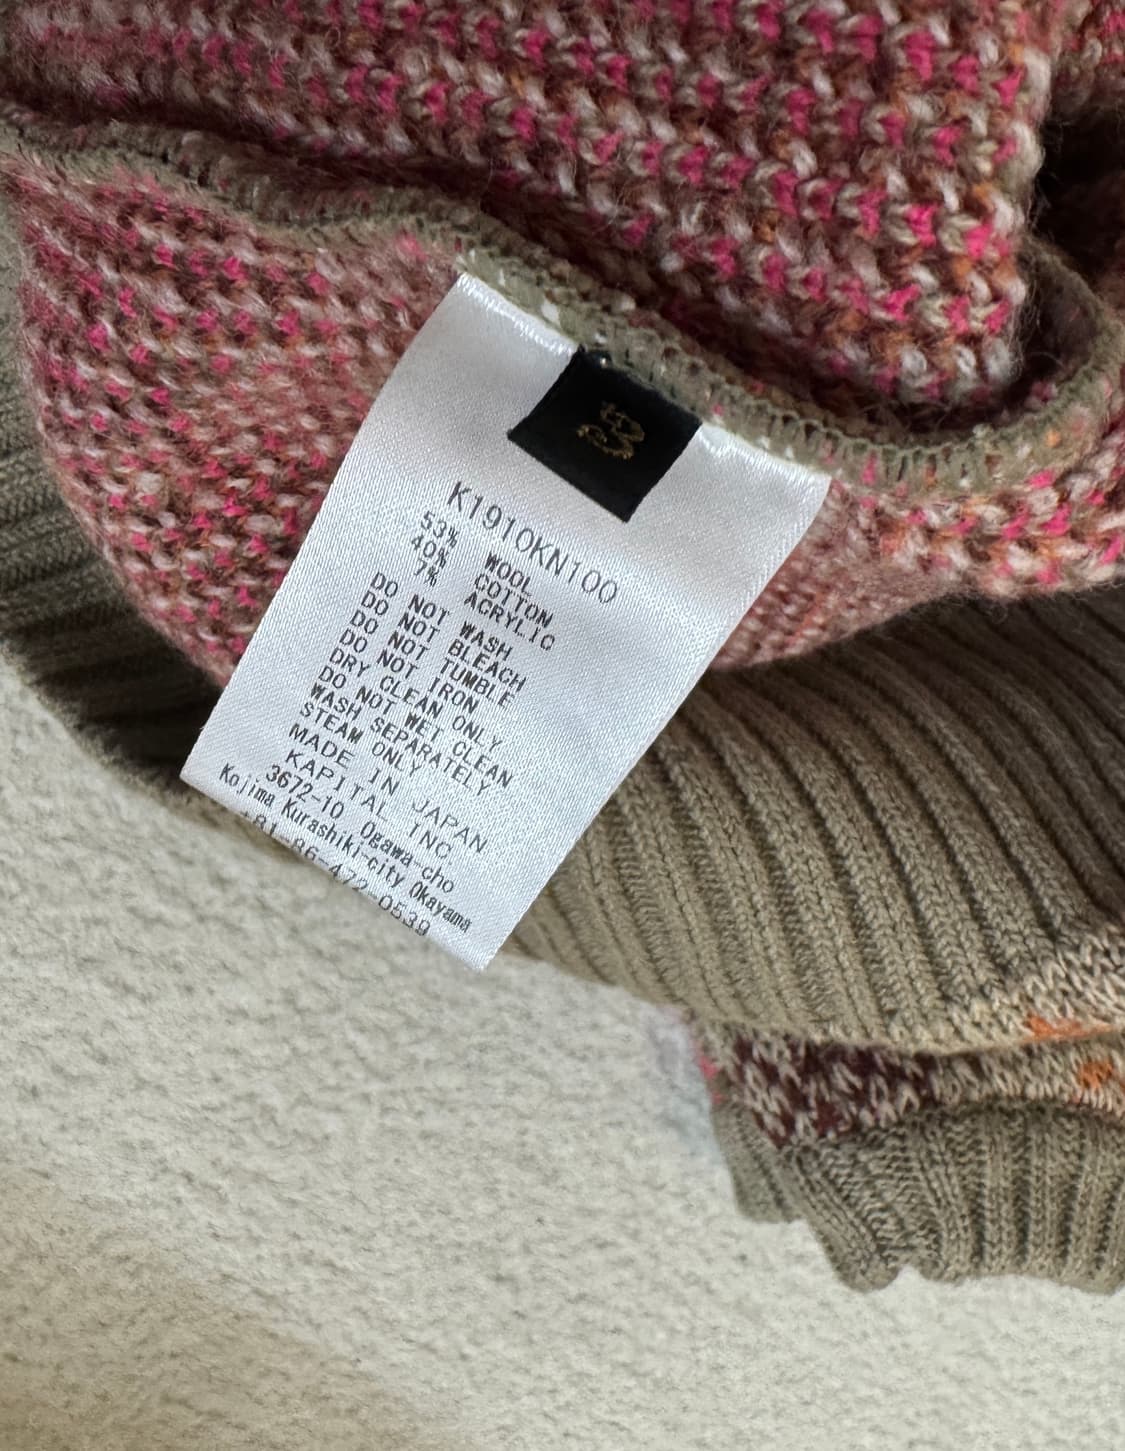 K1910KN100
53% WOOL
40% COTTON
7% ACRYLIC
DO NOT WASH
DO NOT BLEACH
DO NOT TUMBLE
DO NOT IRON
DRY CLEAN ONLY
DO NOT WET CLEAN
WASH SEPARATELY
STEAM ONLY
MADE IN JAPAN
KAPITAL INC.
3672-10 Ogawa-cho
Kojima Kurashiki-city Okayama
+81-86-472-0539